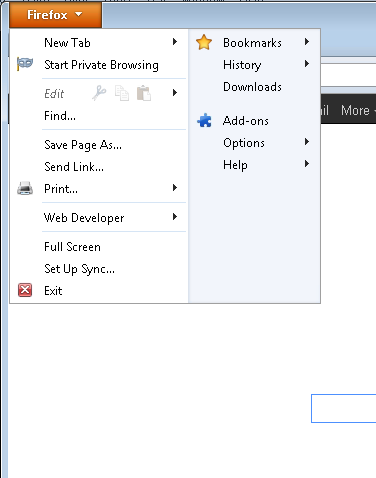 Firefox
New Tab
Start Private Browsing
Edit
Find...
Save Page As...
Send Link...
Print...
Web Developer
Full Screen
Set Up Sync...
Exit
Bookmarks
History
Downloads
Add-ons
Options
Help
More